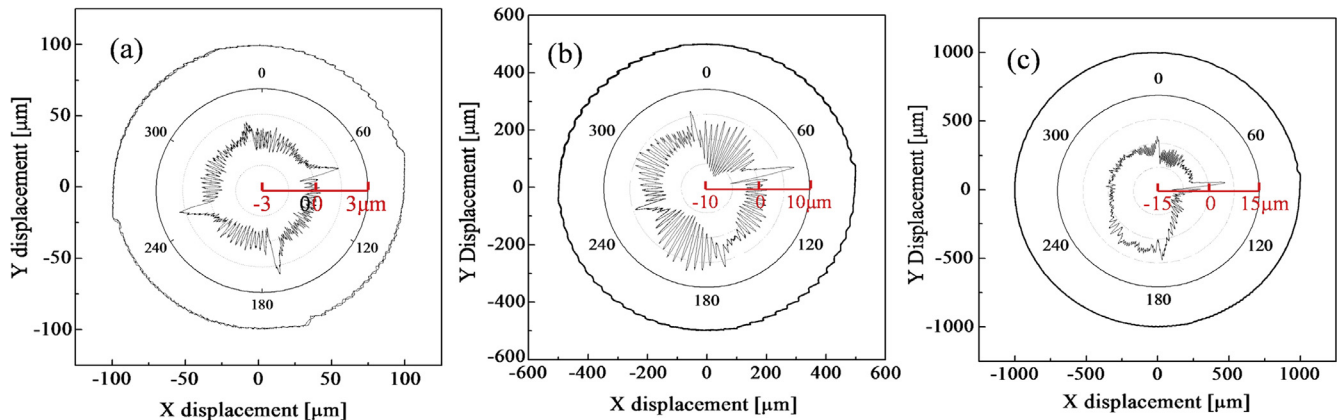 (a)
100
50
0
-50
-100
Y displacement [μm]
0
60
120
180
240
300
-3 00 3μm
-100 -50 0 50 100
X displacement [μm]
(b)
600
400
200
0
-200
-400
-600
Y Displacement [μm]
0
60
120
180
240
300
-10 0 10μm
-600 -400 -200 0 200 400 600
X displacement [μm]
(c)
1000
500
0
-500
-1000
Y Displacement [μm]
0
60
120
180
240
300
-15 0 15μm
-1000 -500 0 500 1000
X displacement [μm]